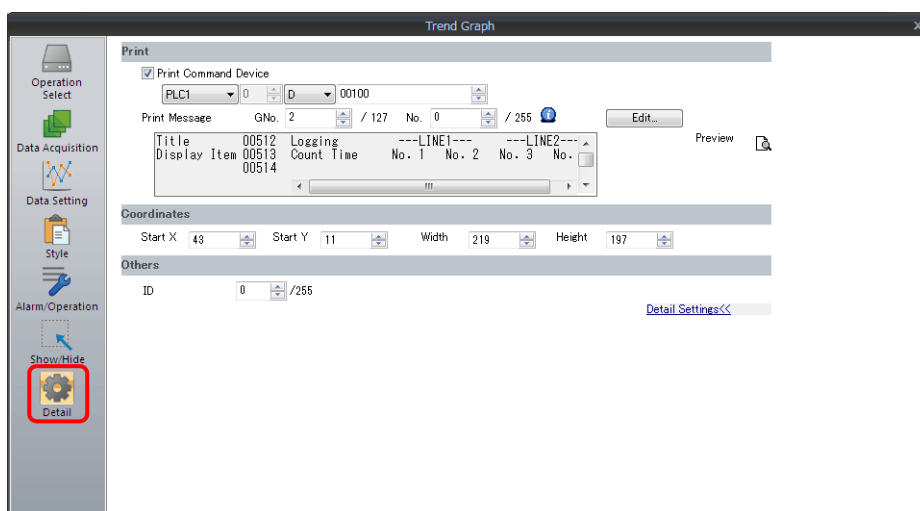 Trend Graph
x
Operation
Select
Data Acquisition
Data Setting
Style
Alarm/Operation
Show/Hide
Detail
Print
Print Command Device
PLC1 0 D 00100
Print Message GNo. 2 / 127 No. 0 / 255 Edit...
Title 00512 Logging ---LINE1--- ---LINE2---
Display Item 00513 Count Time No. 1 No. 2 No. 3 No.
00514
Preview
Coordinates
Start X 43 Start Y 11 Width 219 Height 197
Others
ID 0 /255
Detail Settings<<